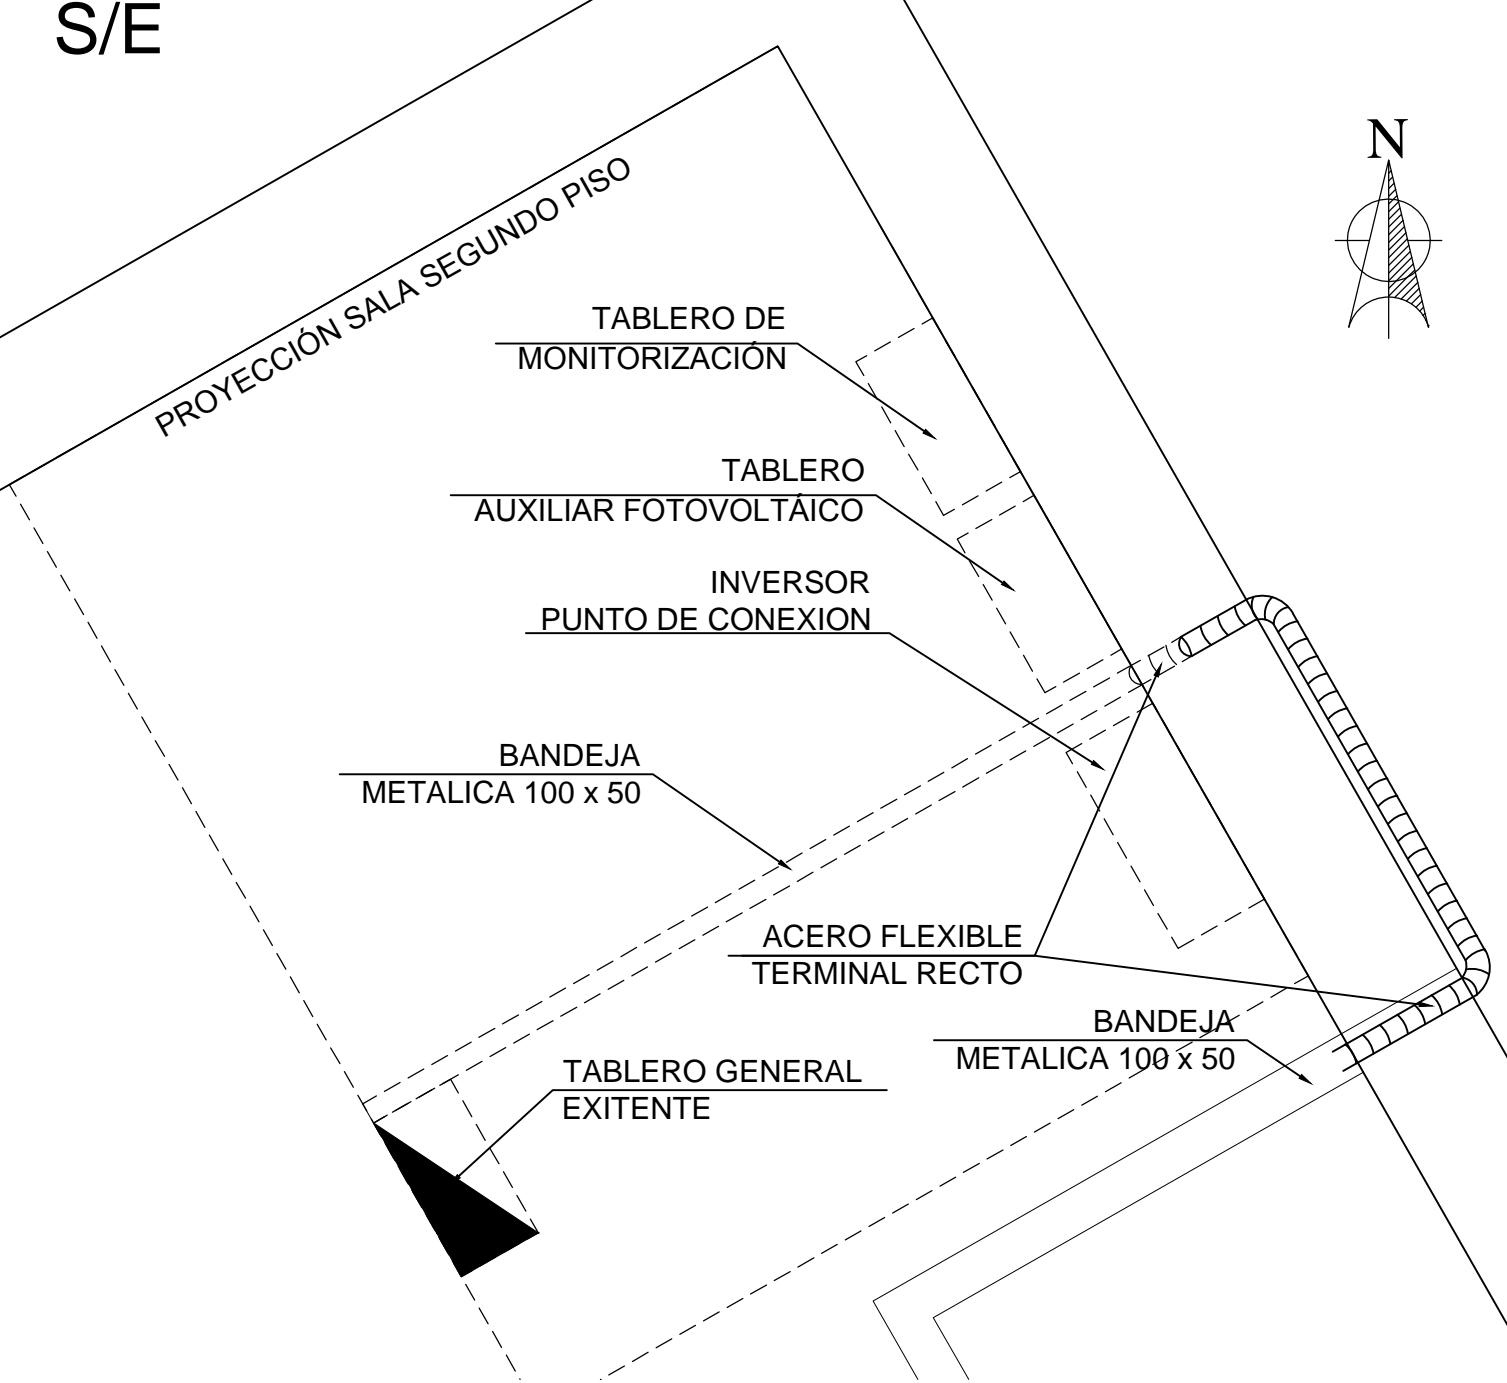 S/E
N
PROYECCIÓN SALA SEGUNDO PISO
TABLERO DE
MONITORIZACIÓN
TABLERO
AUXILIAR FOTOVOLTÁICO
INVERSOR
PUNTO DE CONEXION
BANDEJA
METALICA 100 x 50
ACERO FLEXIBLE
TERMINAL RECTO
BANDEJA
METALICA 100 x 50
TABLERO GENERAL
EXITENTE